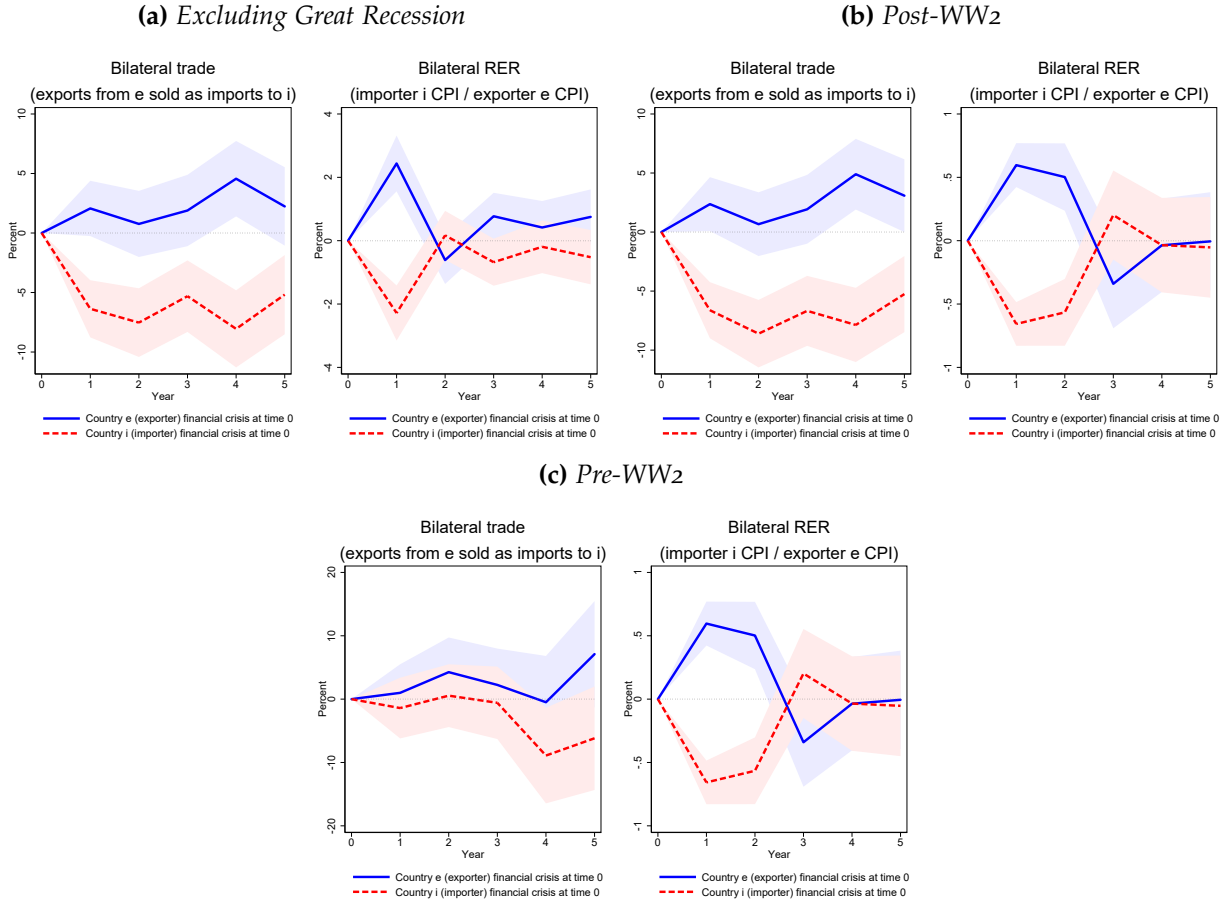 (a) Excluding Great Recession
Bilateral trade
(exports from e sold as imports to i)
Percent
10
5
0
-5
-10
0 1 2 3 4 5
Year
Country e (exporter) financial crisis at time 0
Country i (importer) financial crisis at time 0
Bilateral RER
(importer i CPI / exporter e CPI)
Percent
4
2
0
-2
-4
0 1 2 3 4 5
Year
Country e (exporter) financial crisis at time 0
Country i (importer) financial crisis at time 0
(b) Post-WW2
Bilateral trade
(exports from e sold as imports to i)
Percent
10
5
0
-5
-10
0 1 2 3 4 5
Year
Country e (exporter) financial crisis at time 0
Country i (importer) financial crisis at time 0
Bilateral RER
(importer i CPI / exporter e CPI)
Percent
1
.5
0
-.5
-1
0 1 2 3 4 5
Year
Country e (exporter) financial crisis at time 0
Country i (importer) financial crisis at time 0
(c) Pre-WW2
Bilateral trade
(exports from e sold as imports to i)
Percent
20
10
0
-10
-20
0 1 2 3 4 5
Year
Country e (exporter) financial crisis at time 0
Country i (importer) financial crisis at time 0
Bilateral RER
(importer i CPI / exporter e CPI)
Percent
1
.5
0
-.5
-1
0 1 2 3 4 5
Year
Country e (exporter) financial crisis at time 0
Country i (importer) financial crisis at time 0